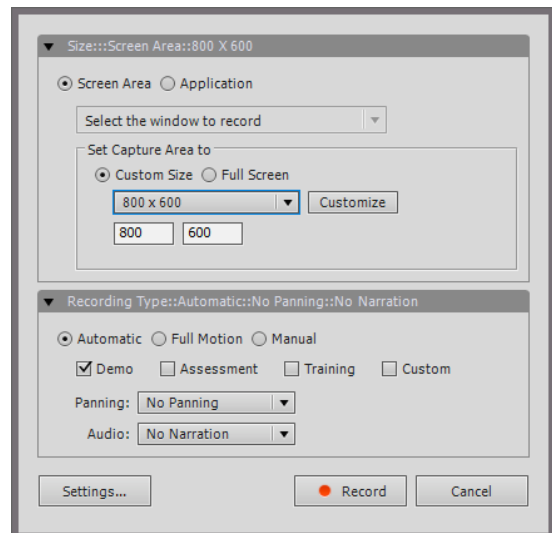 Size:::Screen Area::800 X 600
Screen Area Application
Select the window to record
Set Capture Area to
Custom Size Full Screen
800 x 600 Customize
800 600
Recording Type::Automatic::No Panning::No Narration
Automatic Full Motion Manual
Demo Assessment Training Custom
Panning: No Panning
Audio: No Narration
Settings... Record Cancel